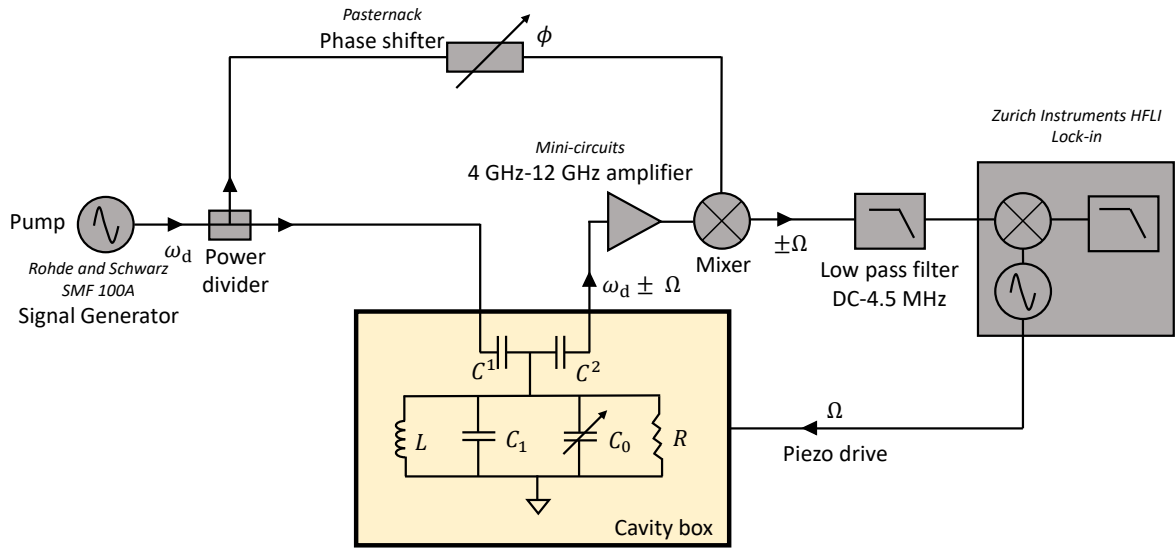 Pasternack
Phase shifter
ϕ
Zurich Instruments HFLI
Lock-in
Mini-circuits
4 GHz-12 GHz amplifier
Pump
ω_d
Power
divider
Rohde and Schwarz
SMF 100A
Signal Generator
Mixer
±Ω
Low pass filter
DC-4.5 MHz
ω_d ± Ω
C^1
C^2
L
C_1
C_0
R
Ω
Piezo drive
Cavity box